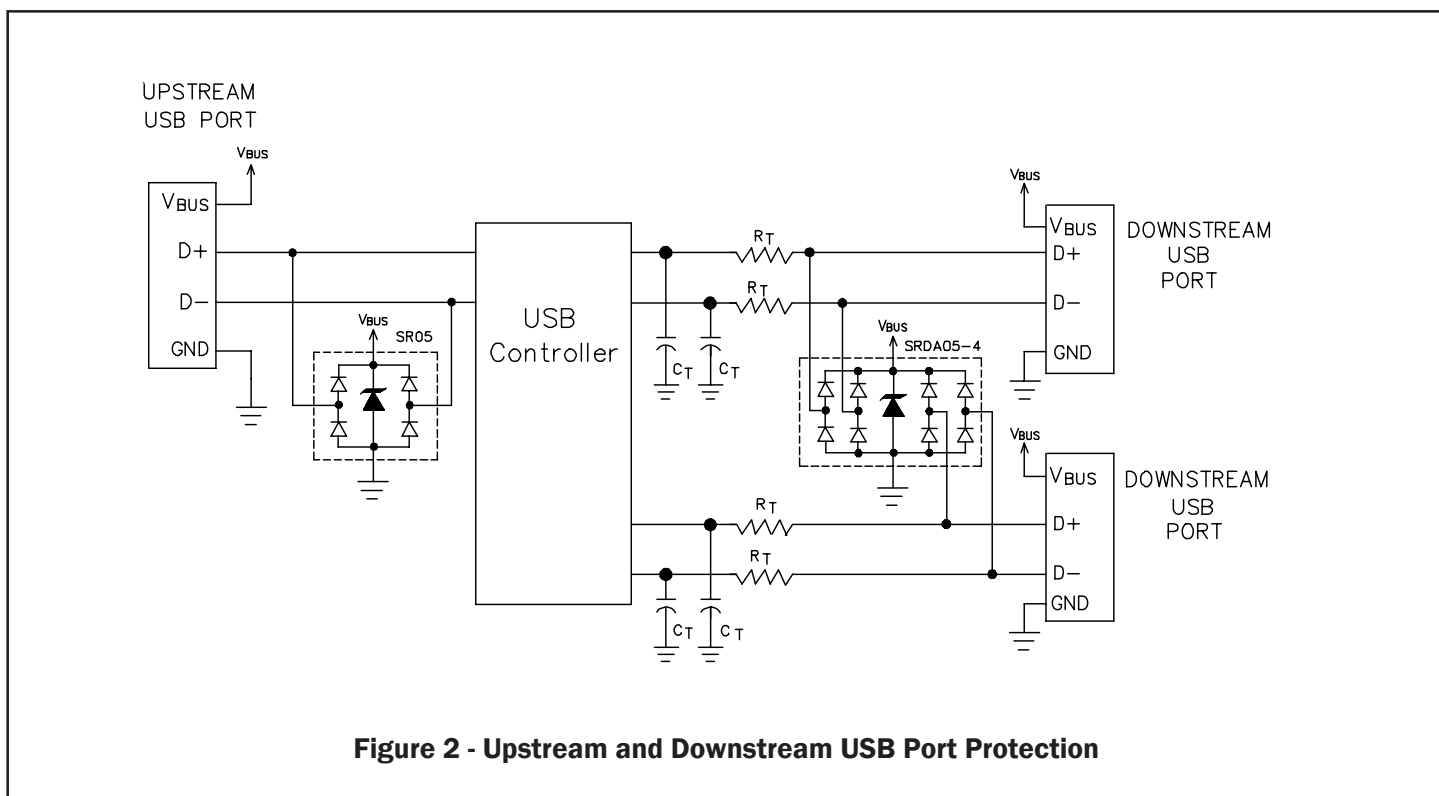 UPSTREAM
USB PORT
VBUS
VBUS
D+
D-
GND
VBUS
SR05
USB
Controller
RT
RT
CT
CT
VBUS
SRDA05-4
VBUS
VBUS
D+
D-
GND
DOWNSTREAM
USB
PORT
RT
RT
CT
CT
VBUS
VBUS
D+
D-
GND
DOWNSTREAM
USB
PORT
Figure 2 - Upstream and Downstream USB Port Protection